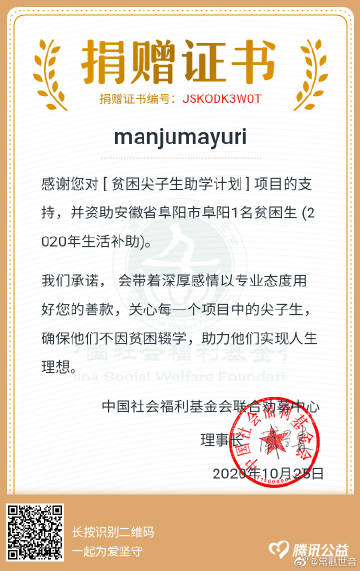 捐赠证书
捐赠证书编号：JSKODK3W0T
manjumayuri
感谢您对 [ 贫困尖子生助学计划 ] 项目的支
持，并资助安徽省阜阳市阜阳1名贫困生 (2
020年生活补助)。
我们承诺， 会带着深厚感情以专业态度用
好您的善款，关心每一个项目中的尖子生，
确保他们不因贫困辍学，助力他们实现人生
理想。
中国社会福利基金会联合劝募中心
理事长
2020年10月25日
中国社会福利基金会
长按识别二维码
一起为爱坚守
腾讯公益
@常觀世音